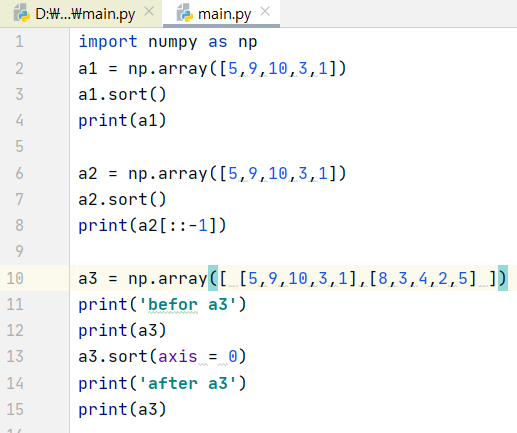 D:₩...₩main.py × main.py ×
1 import numpy as np
2 a1 = np.array([5,9,10,3,1])
3 a1.sort()
4 print(a1)
5
6 a2 = np.array([5,9,10,3,1])
7 a2.sort()
8 print(a2[::-1])
9
10 a3 = np.array([ [5,9,10,3,1],[8,3,4,2,5] ])
11 print('befor a3')
12 print(a3)
13 a3.sort(axis = 0)
14 print('after a3')
15 print(a3)